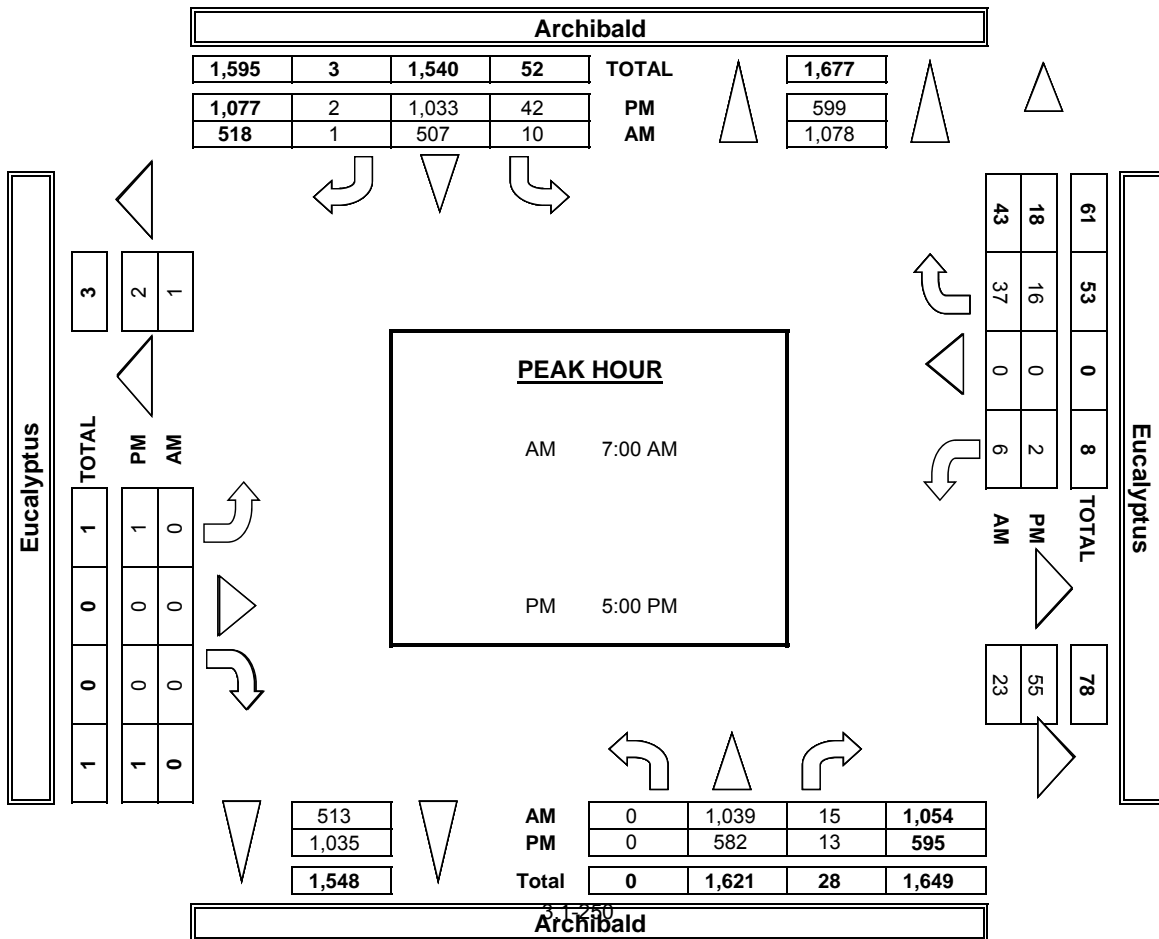 Archibald
1,595 3 1,540 52 TOTAL 1,677
1,077 2 1,033 42 PM 599
518 1 507 10 AM 1,078
Eucalyptus
3
2 1
TOTAL PM AM
1 1 0
0 0 0
0 0 0
1 1 0
PEAK HOUR
AM 7:00 AM
PM 5:00 PM
43 18 61
37 16 53
0 0 0
6 2 8
AM PM TOTAL
23 55 78
Eucalyptus
513 AM 0 1,039 15 1,054
1,035 PM 0 582 13 595
1,548 Total 0 1,621 28 1,649
3.1-250
Archibald